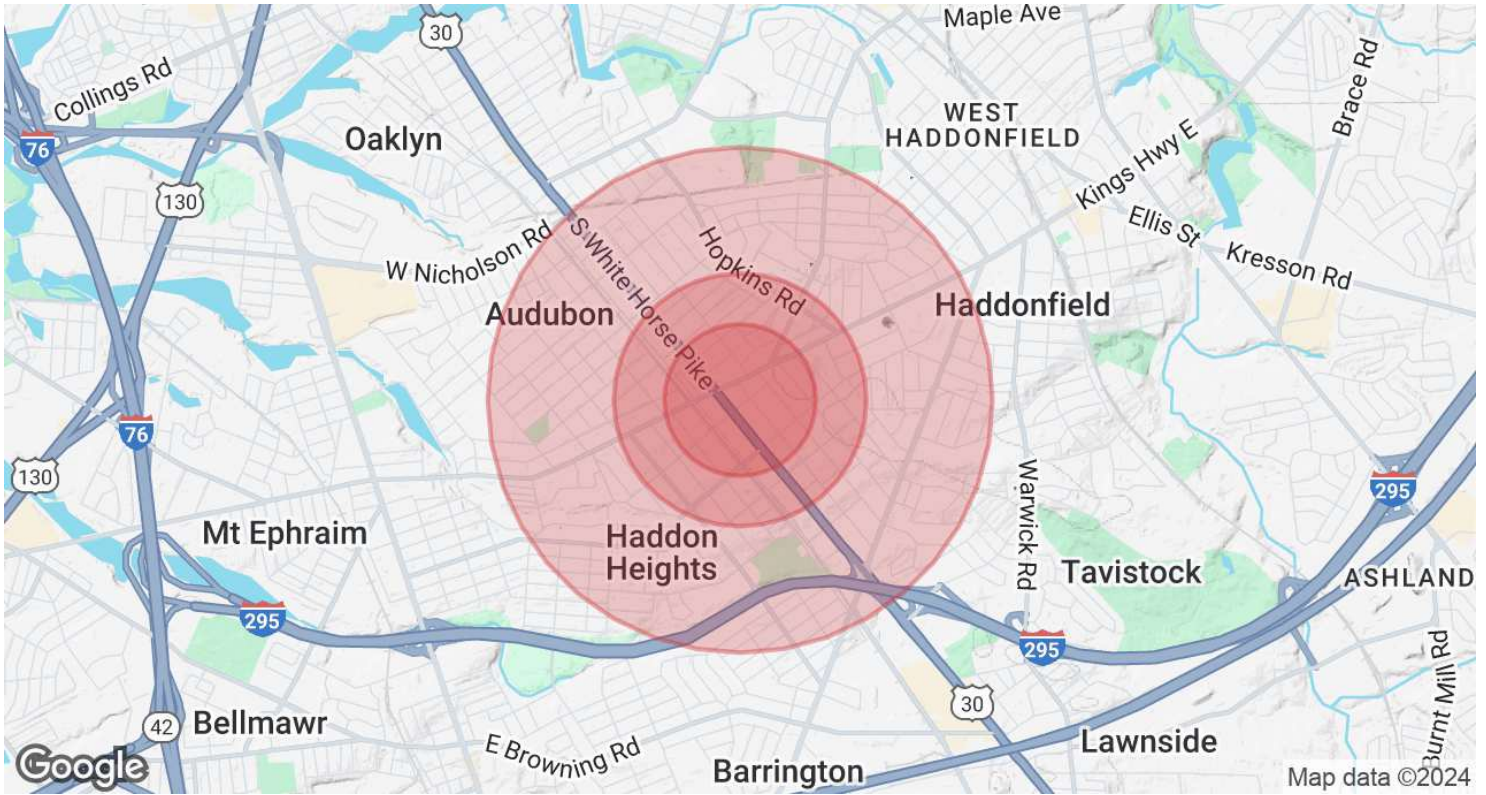 Maple Ave
30
Collings Rd
Brace Rd
WEST
HADDONFIELD
Oaklyn
76
Kings Hwy E
130
Ellis St
Kresson Rd
W Nicholson Rd
S White Horse Pike
Hopkins Rd
Audubon
Haddonfield
76
130
295
Warwick Rd
Mt Ephraim
Haddon
Heights
Tavistock
ASHLAND
295
295
Burnt Mill Rd
30
42
Bellmawr
E Browning Rd
Lawnside
Barrington
Google
Map data ©2024